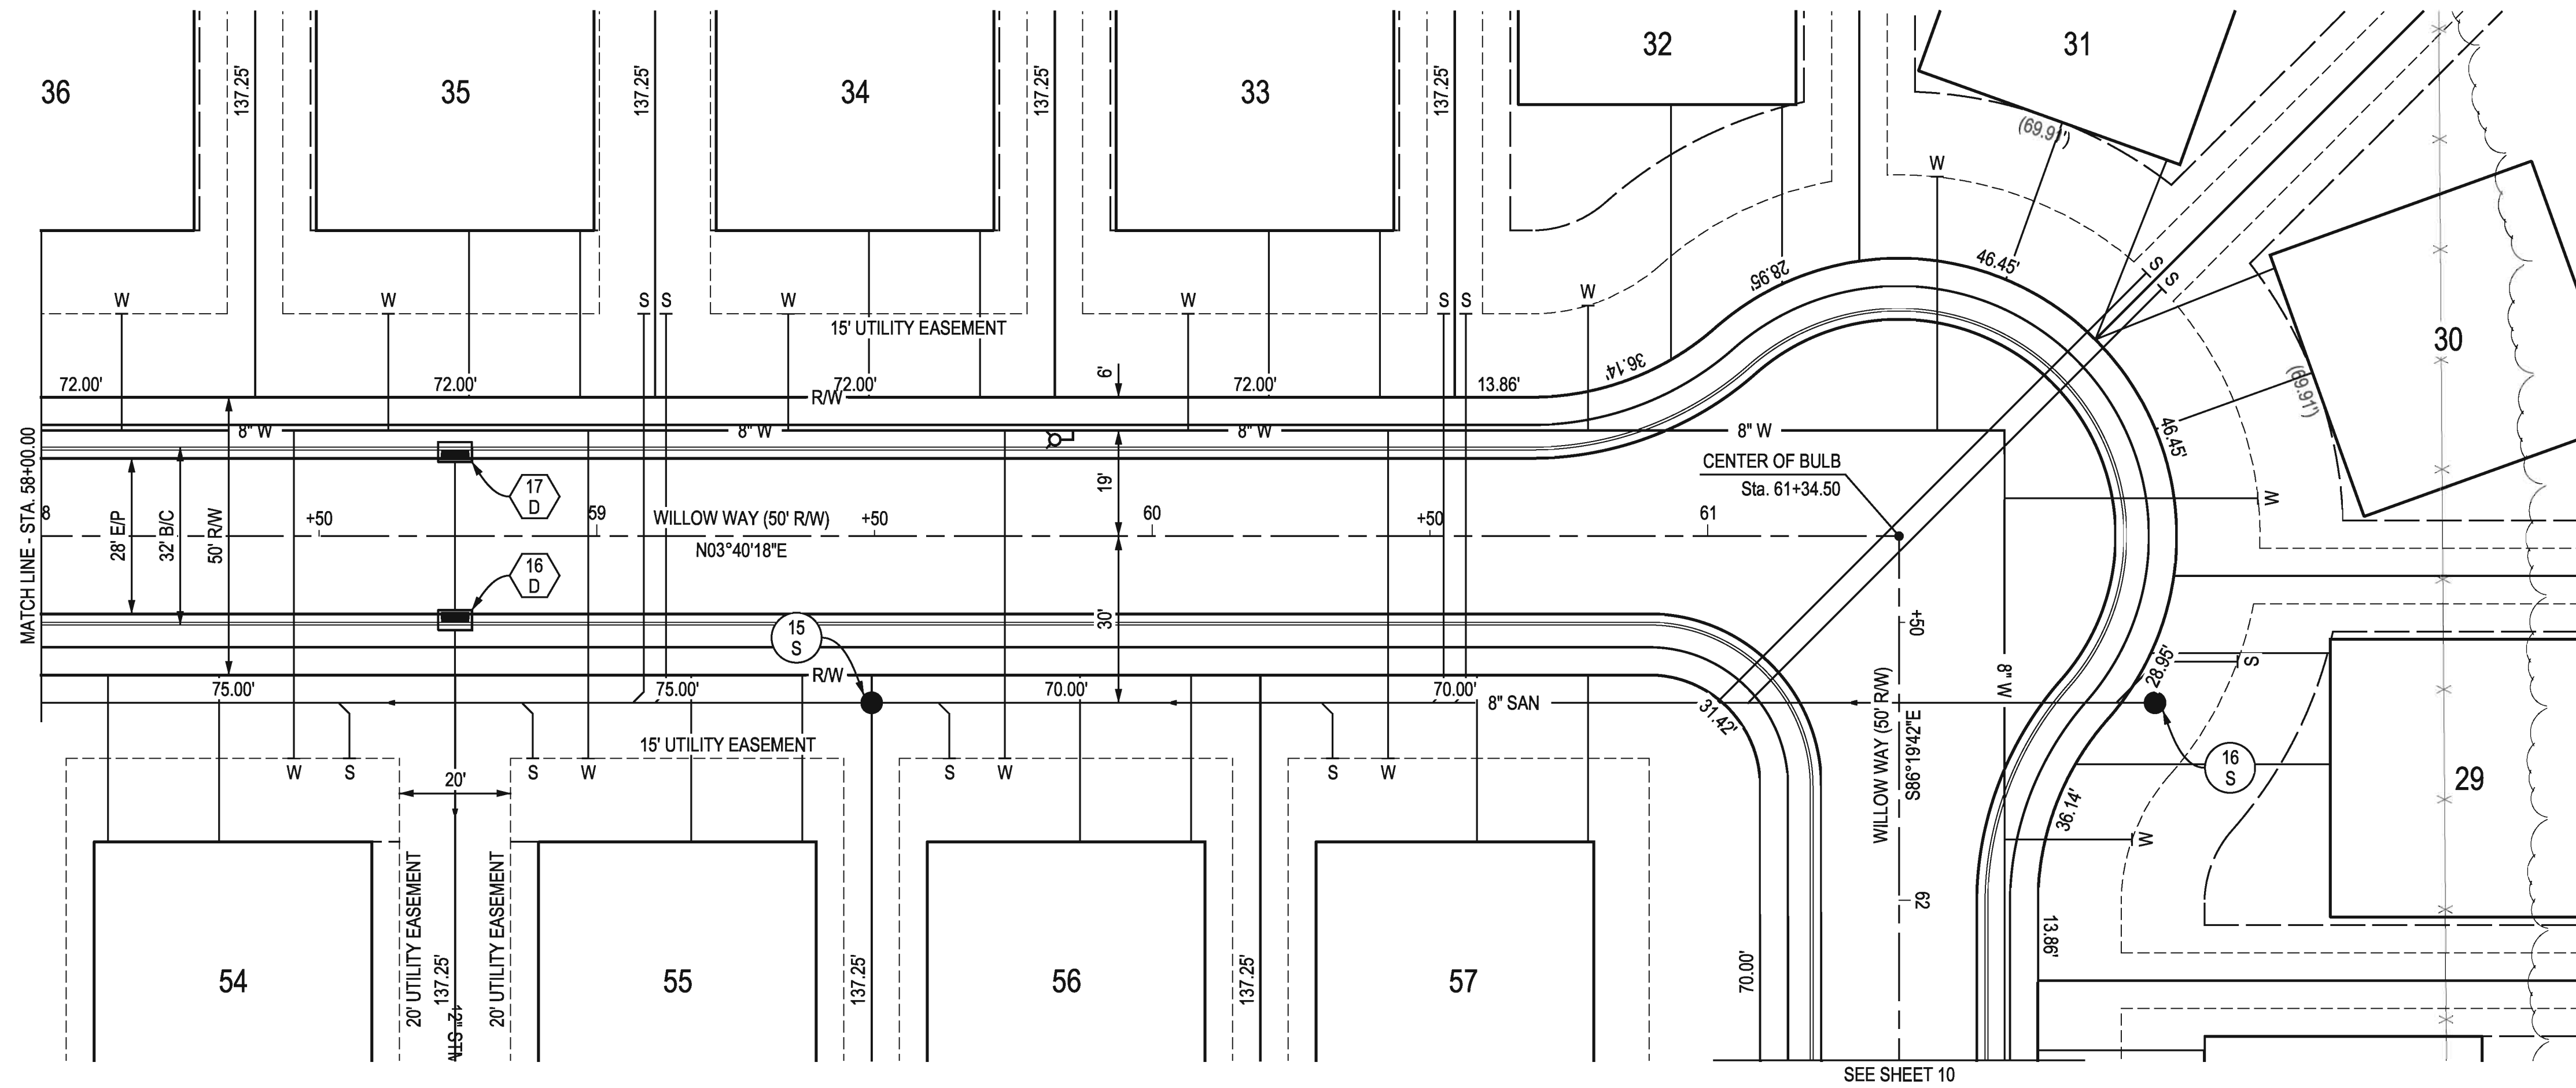 36
137.25'
35
137.25'
34
137.25'
33
137.25'
32
31
(69.91')
W
W
W
S S
W
15' UTILITY EASEMENT
W
S S
W
28.95'
46.45'
S
S
30
(69.91')
72.00'
72.00'
R/W
72.00'
6'
72.00'
13.86'
36.14'
46.45'
8" W
8" W
8" W
8" W
CENTER OF BULB
Sta. 61+34.50
MATCH LINE - STA. 58+00.00
28' E/P
32' B/C
50' R/W
17
D
19'
W
8
+50
59
WILLOW WAY (50' R/W)
N03°40'18"E
+50
60
+50
61
16
D
30'
+50
15
S
R/W
75.00'
75.00'
70.00'
70.00'
8" SAN
31.42'
WILLOW WAY (50' R/W)
S86°19'42"E
8" W
28.95'
S
15' UTILITY EASEMENT
16
S
29
W
S
20'
S
W
S
W
S
W
36.14'
W
54
20' UTILITY EASEMENT
137.25'
12" STN
20' UTILITY EASEMENT
55
137.25'
56
137.25'
57
70.00'
62
13.86'
SEE SHEET 10